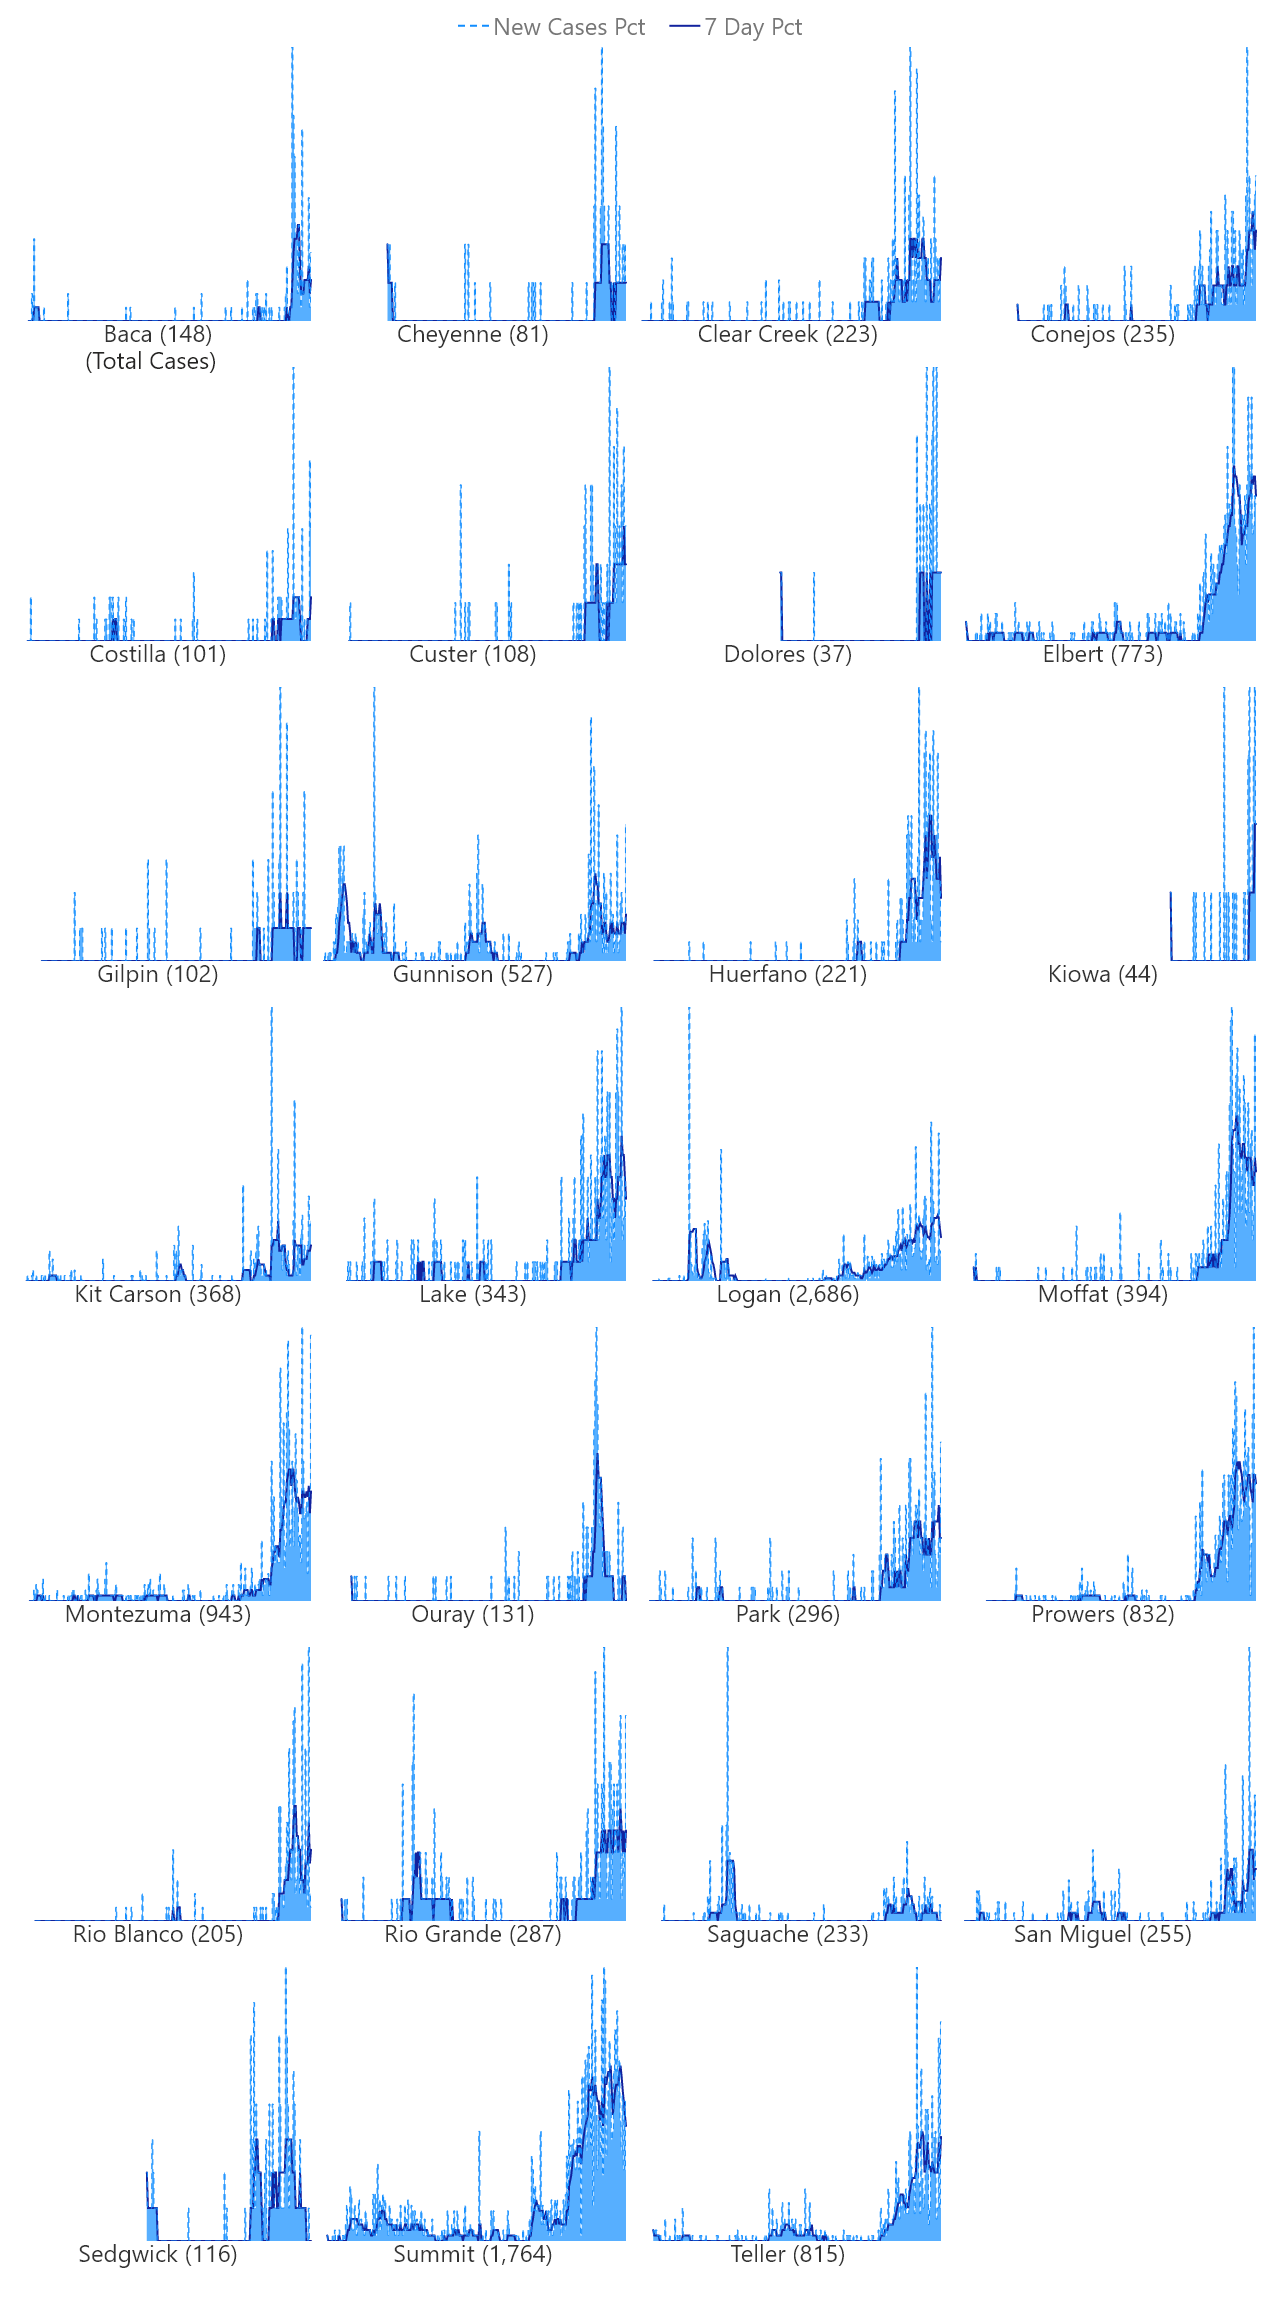 New Cases Pct 7 Day Pct
Baca (148) Cheyenne (81) Clear Creek (223) Conejos (235)
(Total Cases)
Costilla (101) Custer (108) Dolores (37) Elbert (773)
Gilpin (102) Gunnison (527) Huerfano (221) Kiowa (44)
Kit Carson (368) Lake (343) Logan (2,686) Moffat (394)
Montezuma (943) Ouray (131) Park (296) Prowers (832)
Rio Blanco (205) Rio Grande (287) Saguache (233) San Miguel (255)
Sedgwick (116) Summit (1,764) Teller (815)